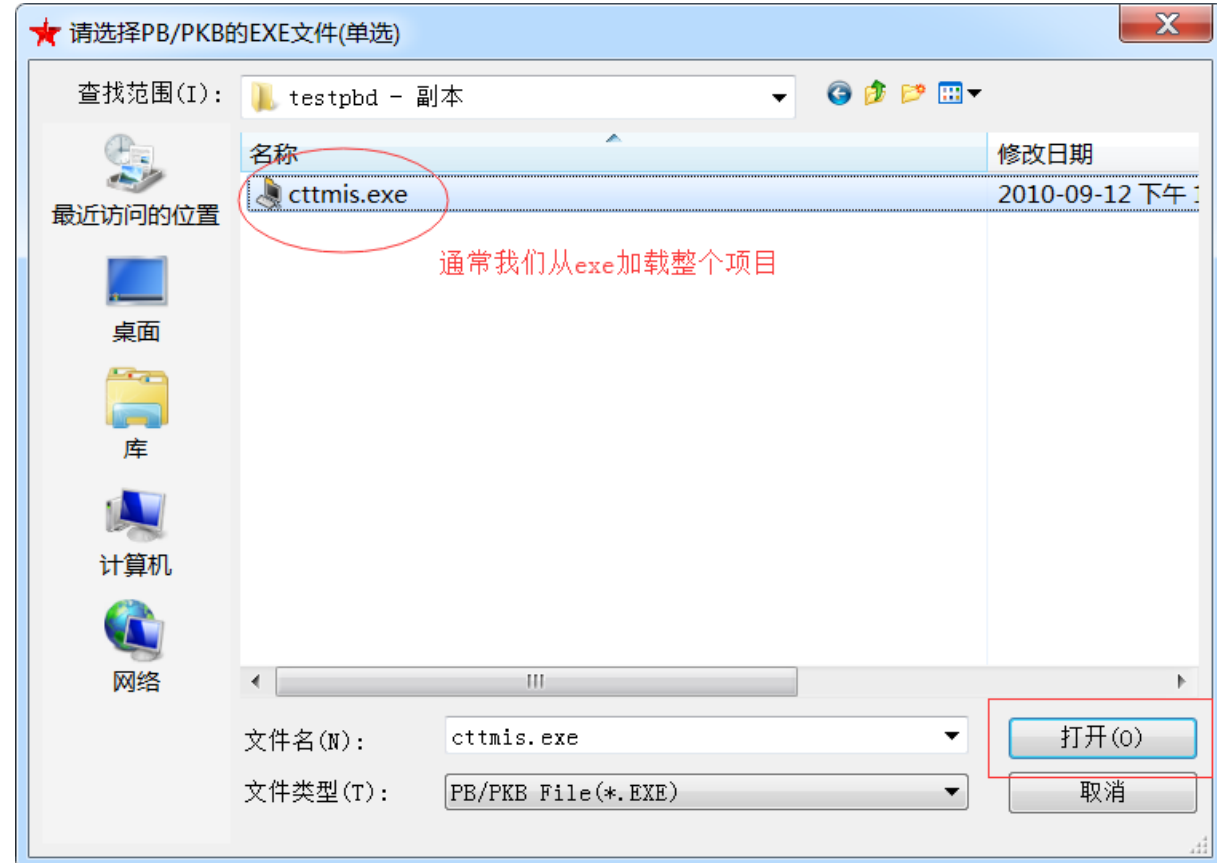 请选择PB/PKB的EXE文件(单选)
查找范围(I):
testpbd - 副本
名称
修改日期
cttmis.exe
2010-09-12 下午
通常我们从exe加载整个项目
最近访问的位置
桌面
库
计算机
网络
文件名(N):
cttmis.exe
打开(O)
文件类型(T):
PB/PKB File(*.EXE)
取消